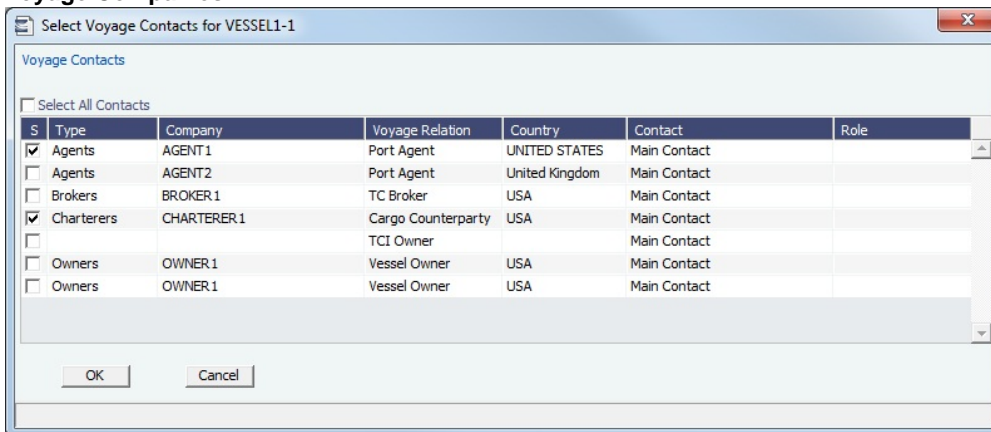 Select Voyage Contacts for VESSEL1-1
Voyage Contacts
Select All Contacts
S Type Company Voyage Relation Country Contact Role
Agents AGENT1 Port Agent UNITED STATES Main Contact
Agents AGENT2 Port Agent United Kingdom Main Contact
Brokers BROKER1 TC Broker USA Main Contact
Charterers CHARTERER1 Cargo Counterparty USA Main Contact
TCI Owner Main Contact
Owners OWNER1 Vessel Owner USA Main Contact
Owners OWNER1 Vessel Owner USA Main Contact
OK Cancel